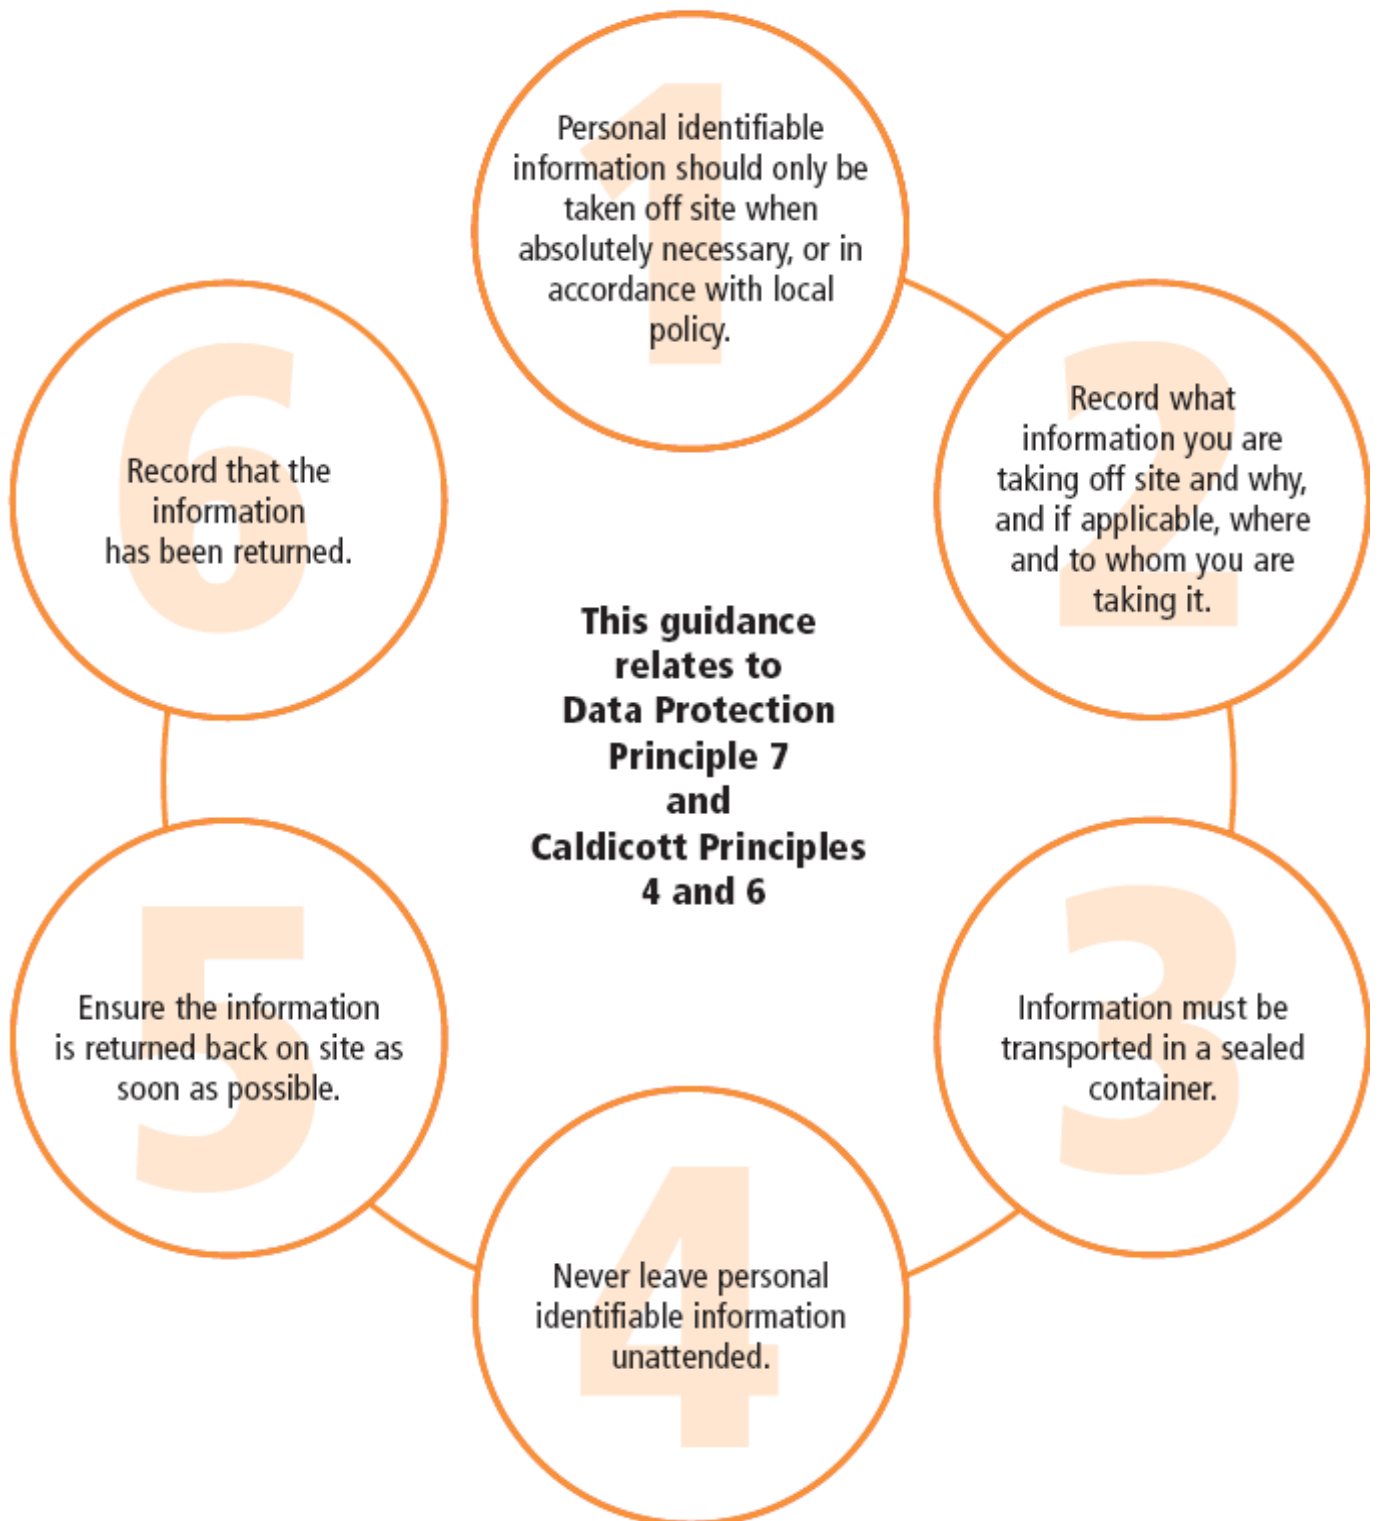 1
Personal identifiable
information should only be
taken off site when
absolutely necessary, or in
accordance with local
policy.
2
Record what
information you are
taking off site and why,
and if applicable, where
and to whom you are
taking it.
3
Information must be
transported in a sealed
container.
4
Never leave personal
identifiable information
unattended.
5
Ensure the information
is returned back on site as
soon as possible.
6
Record that the
information
has been returned.
This guidance
relates to
Data Protection
Principle 7
and
Caldicott Principles
4 and 6